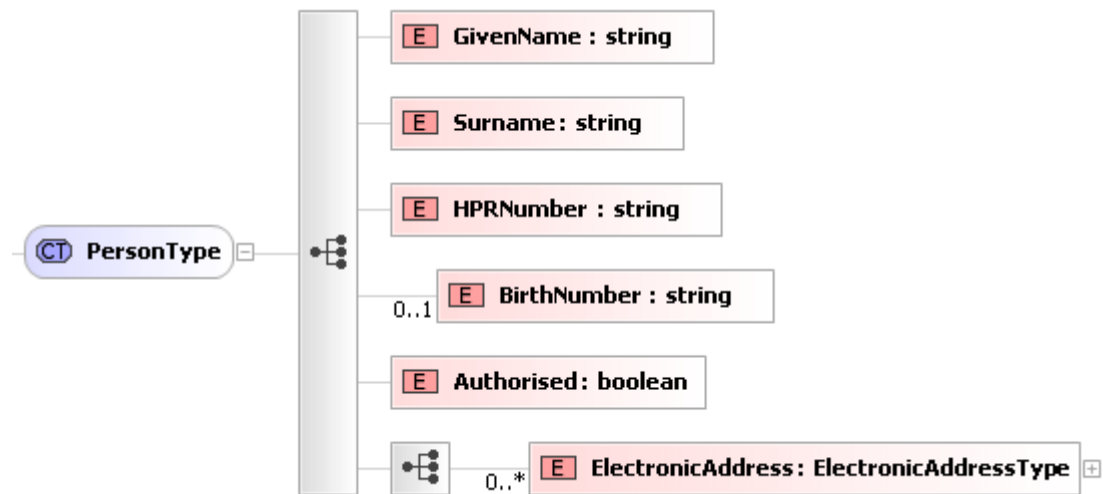 E GivenName : string
E Surname: string
E HPRNumber : string
CT PersonType
0..1 E BirthNumber : string
E Authorised: boolean
0..* E ElectronicAddress: ElectronicAddressType